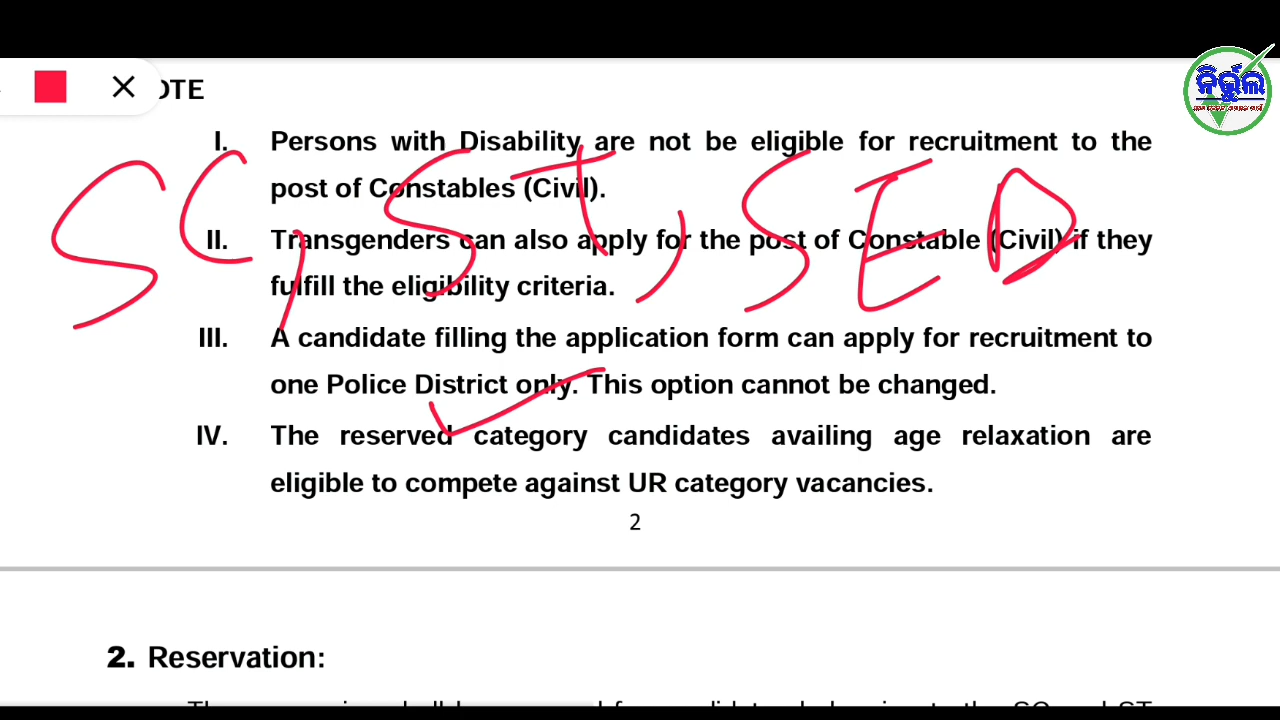 OTE
I. Persons with Disability are not be eligible for recruitment to the
post of Constables (Civil).
II. Transgenders can also apply for the post of Constable (Civil) if they
fulfill the eligibility criteria.
III. A candidate filling the application form can apply for recruitment to
one Police District only. This option cannot be changed.
IV. The reserved category candidates availing age relaxation are
eligible to compete against UR category vacancies.
SC, ST, SED
2
2. Reservation: